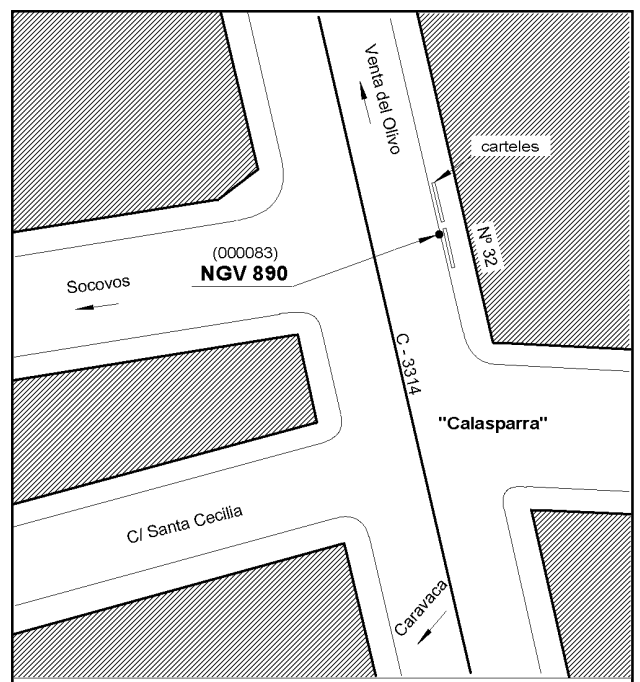 Venta del Olivo
carteles
Nº 32
(000083)
NGV 890
Socovos
C - 3314
"Calasparra"
C/ Santa Cecilia
Caravaca